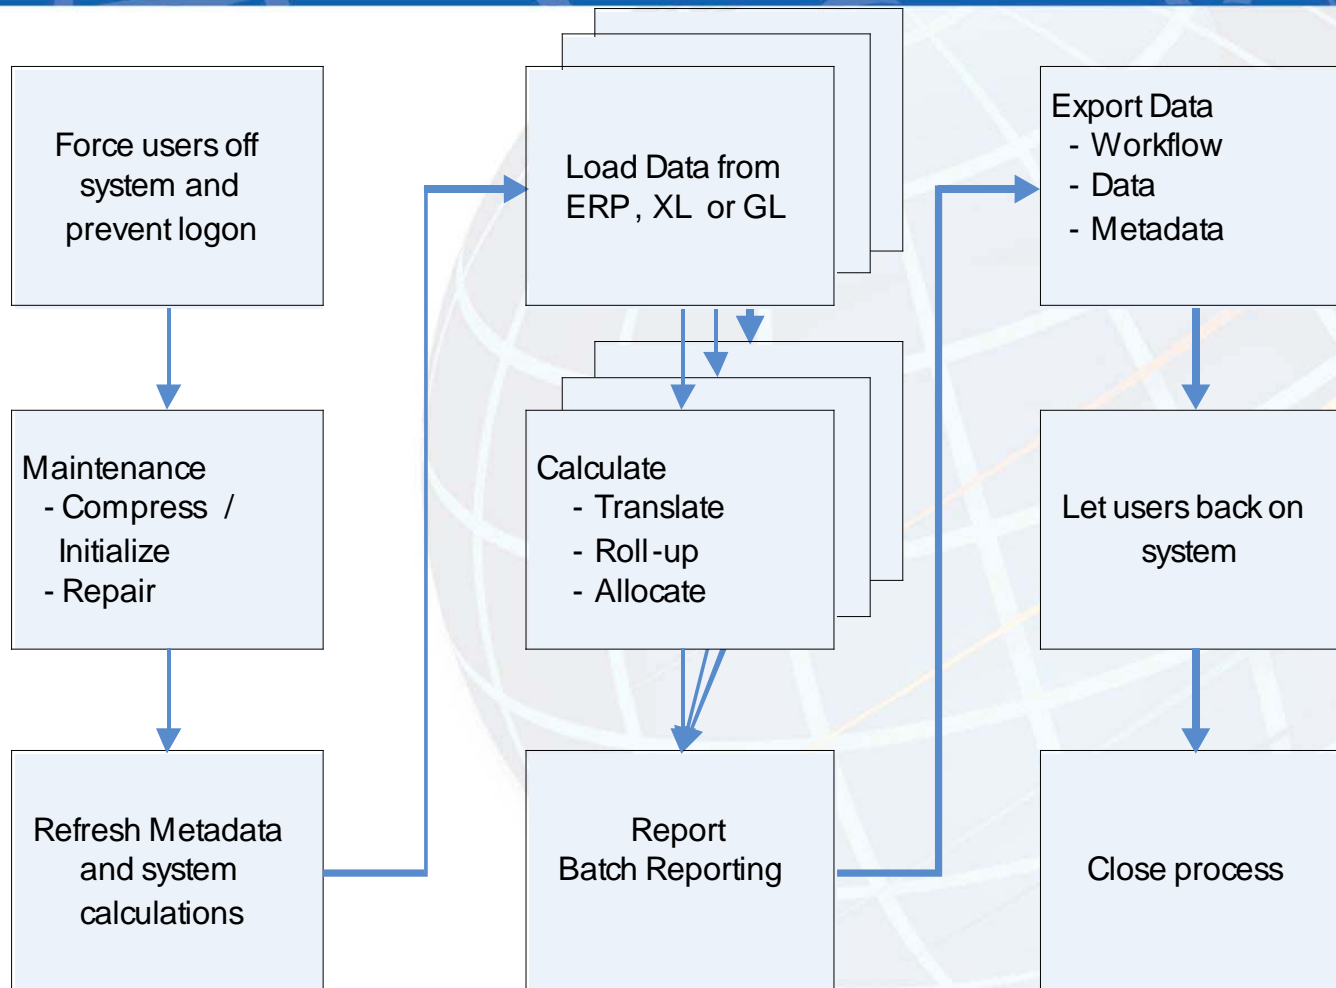 Force users off
system and
prevent logon
Maintenance
- Compress /
Initialize
- Repair
Refresh Metadata
and system
calculations
Load Data from
ERP, XL or GL
Calculate
- Translate
- Roll-up
- Allocate
Report
Batch Reporting
Export Data
- Workflow
- Data
- Metadata
Let users back on
system
Close process